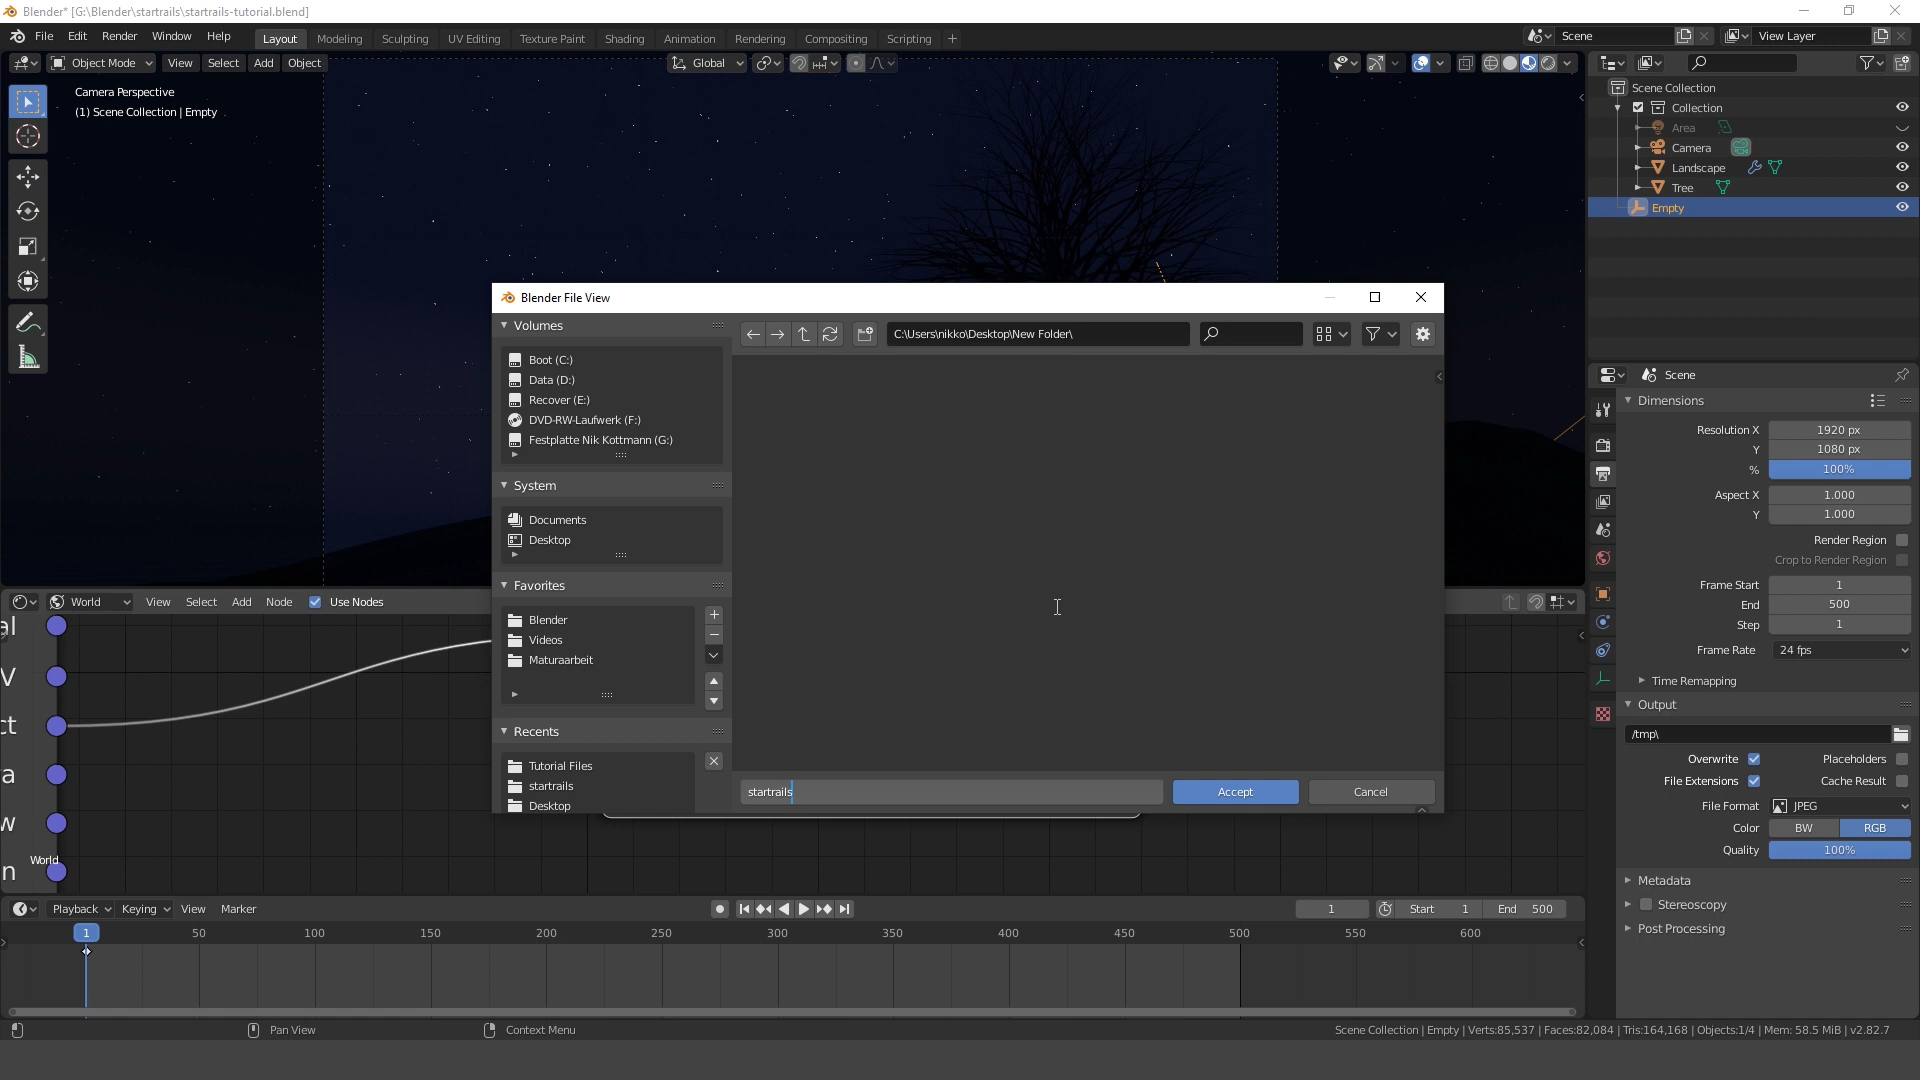 Blender* [G:\Blender\startrails\startrails-tutorial.blend]
File Edit Render Window Help Layout Modeling Sculpting UV Editing Texture Paint Shading Animation Rendering Compositing Scripting + Scene View Layer
Object Mode View Select Add Object Global
Camera Perspective
(1) Scene Collection | Empty
Scene Collection
Collection
Area
Camera
Landscape
Tree
Empty
Blender File View
Volumes
C:\Users\nikko\Desktop\New Folder\
Boot (C:)
Data (D:)
Recover (E:)
DVD-RW-Laufwerk (F:)
Festplatte Nik Kottmann (G:)
System
Documents
Desktop
Favorites
Blender
Videos
Maturaarbeit
Recents
Tutorial Files
startrails
Desktop
startrails
Accept
Cancel
Scene
Dimensions
Resolution X 1920 px
Y 1080 px
% 100%
Aspect X 1.000
Y 1.000
Render Region
Crop to Render Region
Frame Start 1
End 500
Step 1
Frame Rate 24 fps
Time Remapping
Output
/tmp\
Overwrite Placeholders
File Extensions Cache Result
File Format JPEG
Color BW RGB
Quality 100%
Metadata
Stereoscopy
Post Processing
World View Select Add Node Use Nodes
al
V
ct
a
w
n
World
Playback Keying View Marker 1 Start 1 End 500
1 50 100 150 200 250 300 350 400 450 500 550 600
Pan View Context Menu Scene Collection | Empty | Verts:85,537 | Faces:82,084 | Tris:164,168 | Objects:1/4 | Mem: 58.5 MiB | v2.82.7